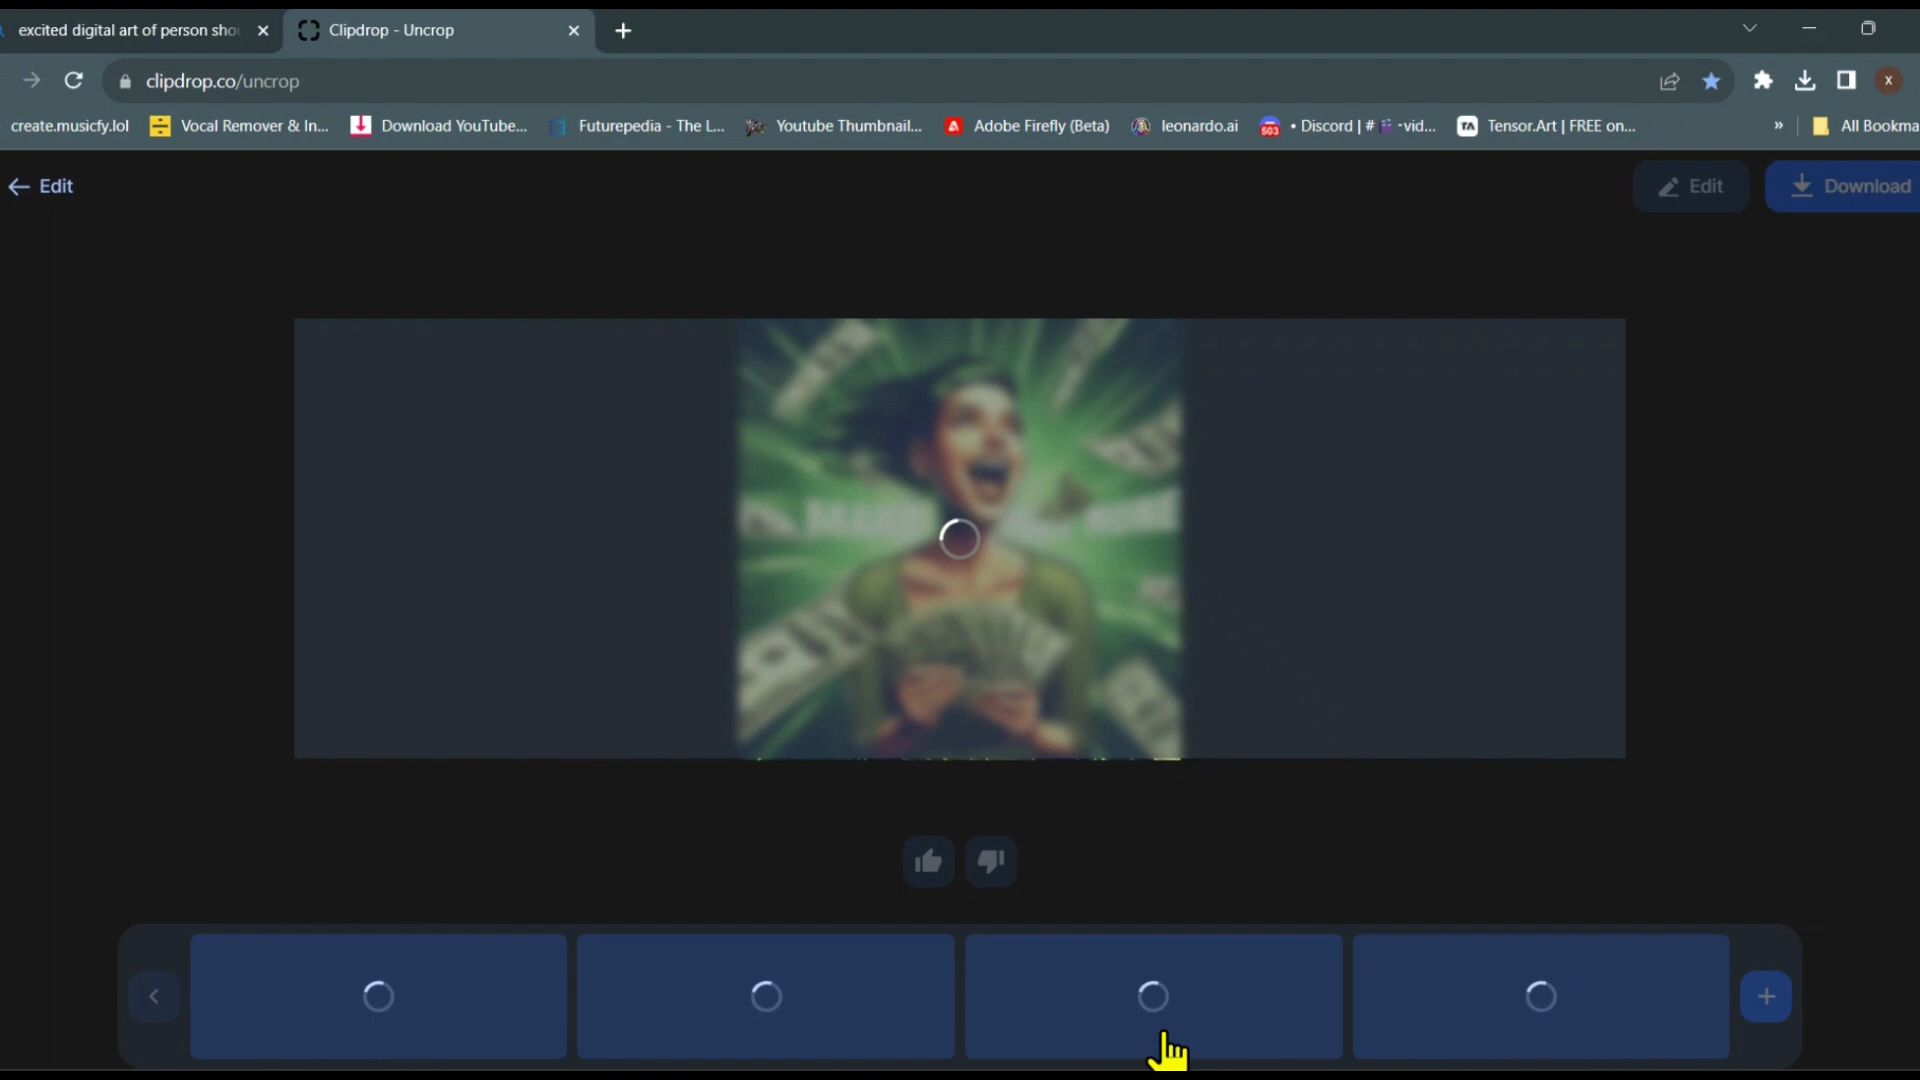 excited digital art of person sho
Clipdrop - Uncrop
clipdrop.co/uncrop
X
create.musicfy.lol
Vocal Remover & In...
Download YouTube...
Futurepedia - The L...
Youtube Thumbnail...
Adobe Firefly (Beta)
leonardo.ai
503
• Discord | #
-vid...
TA
Tensor.Art | FREE on...
»
All Bookma
Edit
Edit
Download